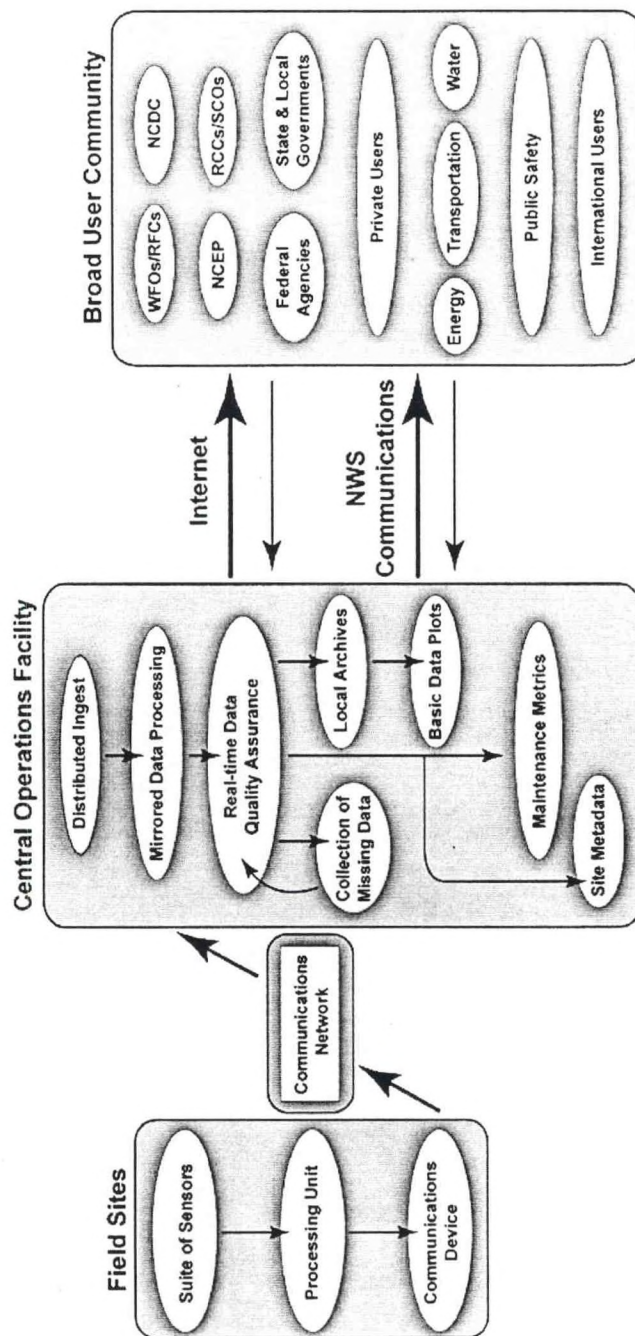 Field Sites
Suite of Sensors
Processing Unit
Communications
Device
Communications
Network
Central Operations Facility
Distributed Ingest
Mirrored Data Processing
Real-time Data
Quality Assurance
Collection of
Missing Data
Local Archives
Basic Data Plots
Maintenance Metrics
Site Metadata
Internet
NWS
Communications
Broad User Community
WFOs/RFCs
NCDC
NCEP
RCCs/SCOs
Federal
Agencies
State & Local
Governments
Private Users
Energy
Transportation
Water
Public Safety
International Users